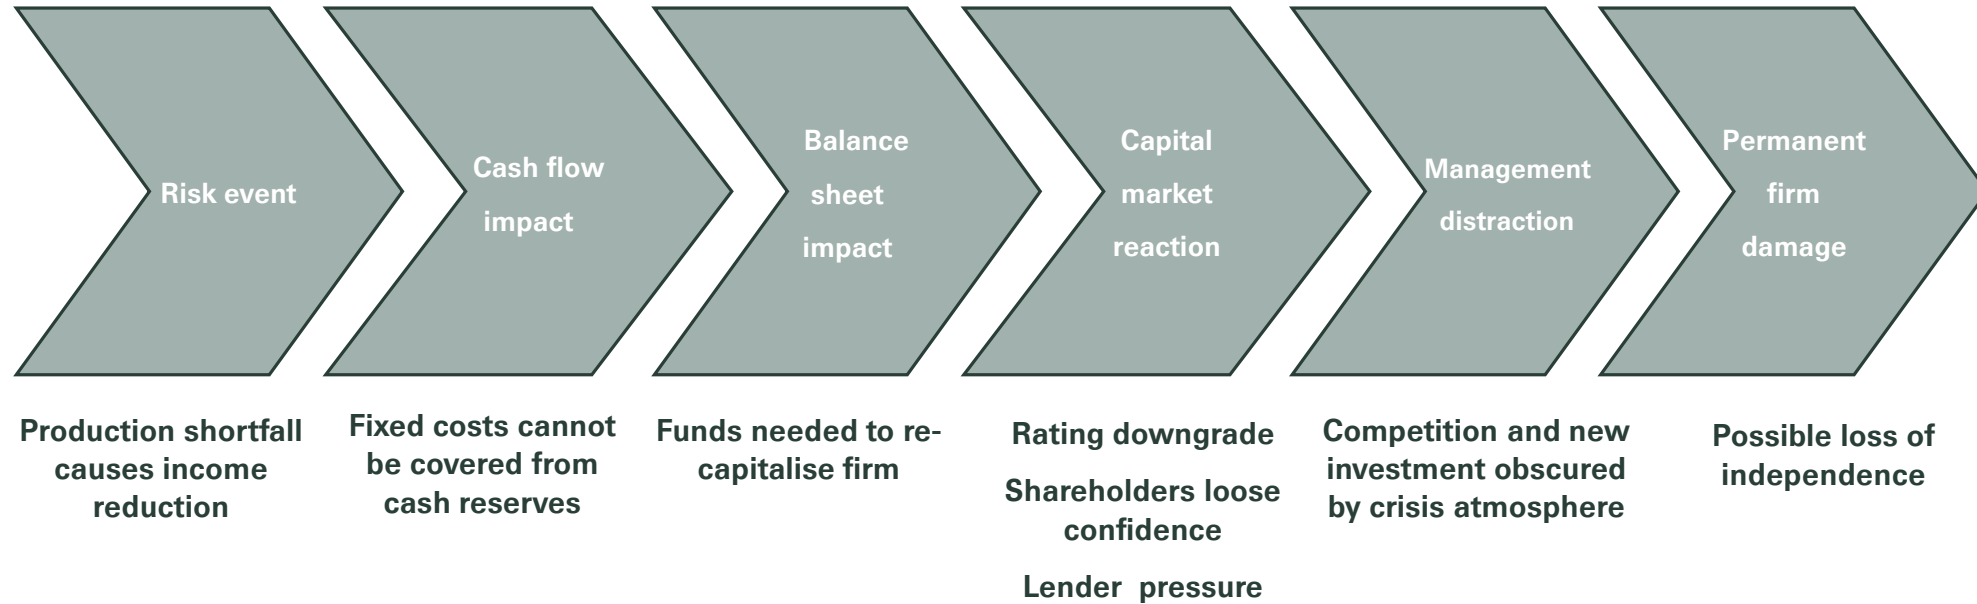 Risk event
Cash flow
impact
Balance
sheet
impact
Capital
market
reaction
Management
distraction
Permanent
firm
damage
Production shortfall
causes income
reduction
Fixed costs cannot
be covered from
cash reserves
Funds needed to re-
capitalise firm
Rating downgrade
Shareholders loose
confidence
Lender pressure
Competition and new
investment obscured
by crisis atmosphere
Possible loss of
independence